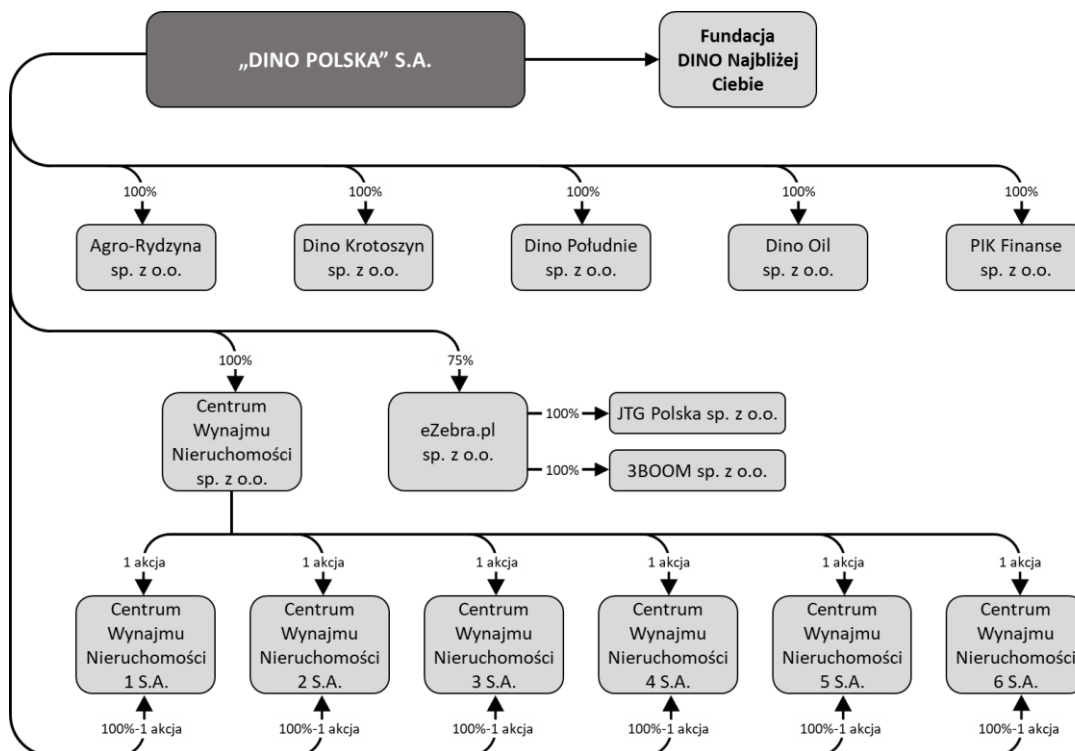 „DINO POLSKA” S.A.
Fundacja
DINO Najbliżej
Ciebie
100%
100%
100%
100%
100%
Agro-Rydzyna
sp. z o.o.
Dino Krotoszyn
sp. z o.o.
Dino Południe
sp. z o.o.
Dino Oil
sp. z o.o.
PIK Finanse
sp. z o.o.
100%
75%
Centrum
Wynajmu
Nieruchomości
sp. z o.o.
eZebra.pl
sp. z o.o.
100%
JTG Polska sp. z o.o.
100%
3BOOM sp. z o.o.
1 akcja
1 akcja
1 akcja
1 akcja
1 akcja
1 akcja
Centrum
Wynajmu
Nieruchomości
1 S.A.
Centrum
Wynajmu
Nieruchomości
2 S.A.
Centrum
Wynajmu
Nieruchomości
3 S.A.
Centrum
Wynajmu
Nieruchomości
4 S.A.
Centrum
Wynajmu
Nieruchomości
5 S.A.
Centrum
Wynajmu
Nieruchomości
6 S.A.
100%-1 akcja
100%-1 akcja
100%-1 akcja
100%-1 akcja
100%-1 akcja
100%-1 akcja